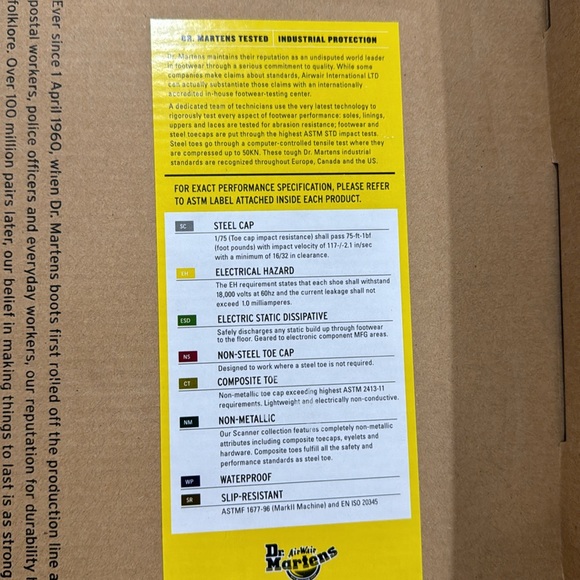 DR. MARTENS TESTED | INDUSTRIAL PROTECTION
Dr. Martens maintains their reputation as an undisputed world leader
in footwear through a serious commitment to quality. While some
companies make claims about standards, Airwair International LTD
can actually substantiate those claims with an internationally
accredited in-house footwear-testing center.
A dedicated team of technicians use the very latest technology to
rigorously test every aspect of footwear performance: soles, linings,
uppers and laces are tested for abrasion resistance; footwear and
steel toecaps are put through the highest ASTM STD impact tests.
Steel toes go through a computer-controlled tensile test where they
are compressed up to 50KN. These tough Dr. Martens industrial
standards are recognized throughout Europe, Canada and the US.
FOR EXACT PERFORMANCE SPECIFICATION, PLEASE REFER
TO ASTM LABEL ATTACHED INSIDE EACH PRODUCT.
SC STEEL CAP
1/75 (Toe cap impact resistance) shall pass 75-ft-1bf
(foot pounds) with impact velocity of 117-/-2.1 in/sec
with a minimum of 16/32 in clearance.
EH ELECTRICAL HAZARD
The EH requirement states that each shoe shall withstand
18,000 volts at 60hz and the current leakage shall not
exceed 1.0 milliamperes.
ESD ELECTRIC STATIC DISSIPATIVE
Safely discharges any static build up through footwear
to the floor. Geared to electronic component MFG areas.
NS NON-STEEL TOE CAP
Designed to work where a steel toe is not required.
CT COMPOSITE TOE
Non-metallic toe cap exceeding highest ASTM 2413-11
requirements. Lightweight and electrically non-conductive.
NM NON-METALLIC
Our Scanner collection features completely non-metallic
attributes including composite toecaps, eyelets and
hardware. Composite toes fulfill all the safety and
performance standards as steel toe.
WP WATERPROOF
SR SLIP-RESISTANT
ASTMF 1677-96 (MarkII Machine) and EN ISO 20345
Dr. AirWair
Martens
Ever since 1 April 1960, when Dr. Martens boots first rolled off the production line a
postal workers, police officers and everyday workers, our reputation for durability
folklore. Over 100 million pairs later, our belief in making things to last is as strong